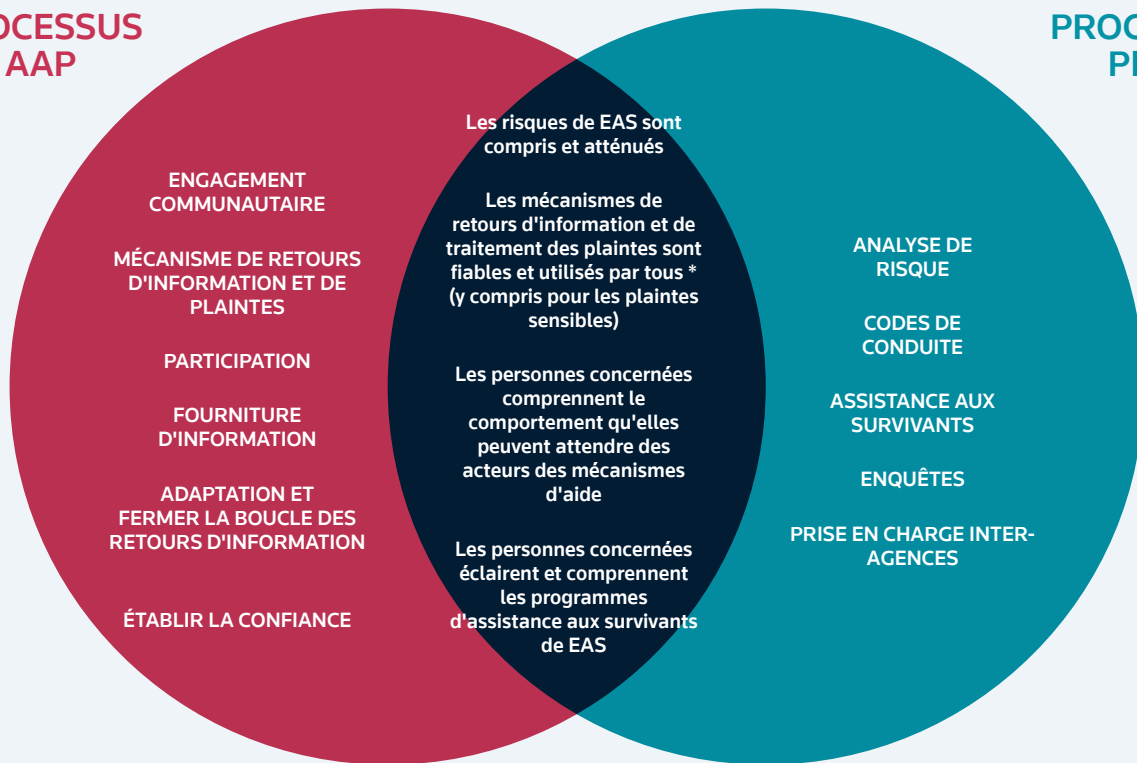 OCESSUS
AAP
ENGAGEMENT
COMMUNAUTAIRE
MÉCANISME DE RETOURS
D'INFORMATION ET DE
PLAINTES
PARTICIPATION
FOURNITURE
D'INFORMATION
ADAPTATION ET
FERMER LA BOUCLE DES
RETOURS D'INFORMATION
ÉTABLIR LA CONFIANCE
Les risques de EAS sont
compris et atténués
Les mécanismes de
retours d'information et de
traitement des plaintes sont
fiables et utilisés par tous *
(y compris pour les plaintes
sensibles)
Les personnes concernées
comprennent le
comportement qu'elles
peuvent attendre des
acteurs des mécanismes
d'aide
Les personnes concernées
éclairent et comprennent
les programmes
d'assistance aux survivants
de EAS
PROC
ANALYSE DE
RISQUE
CODES DE
CONDUITE
ASSISTANCE AUX
SURVIVANTS
ENQUÊTES
PRISE EN CHARGE INTER-
AGENCES